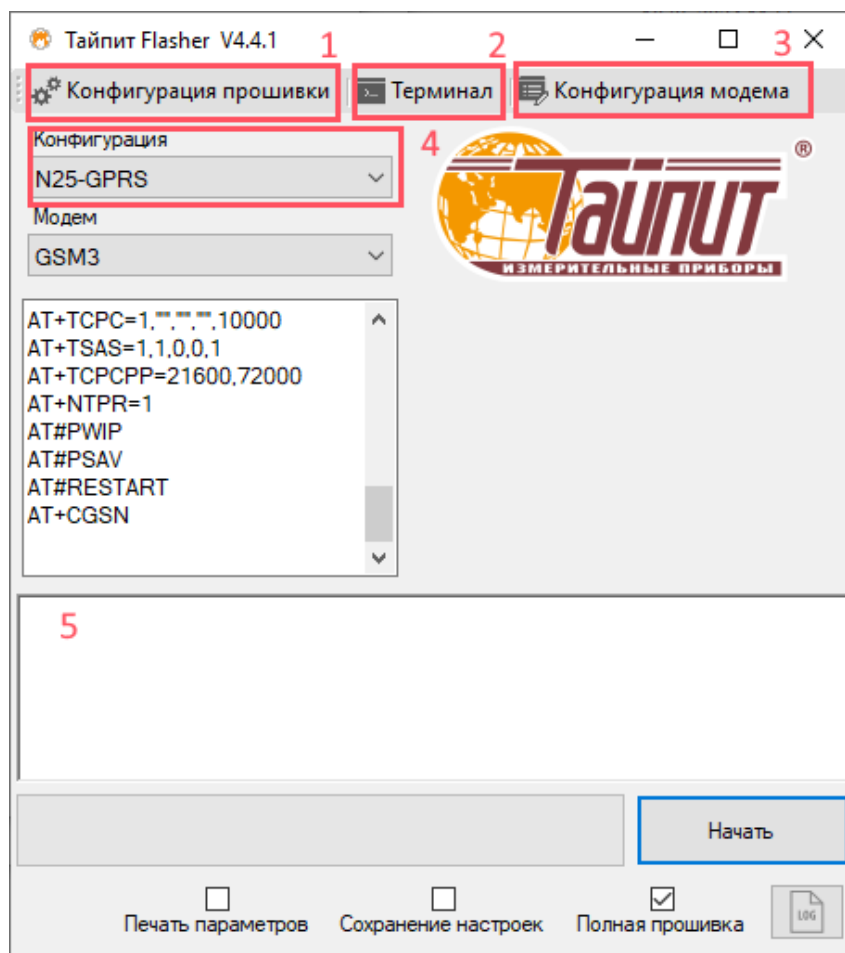 Тайпит Flasher V4.4.1
1 2 3
Конфигурация прошивки Терминал Конфигурация модема
Конфигурация 4
N25-GPRS
Модем
GSM3
Тайпит ®
ИЗМЕРИТЕЛЬНЫЕ ПРИБОРЫ
AT+TCPC=1,"","","",10000
AT+TSAS=1,1,0,0,1
AT+TCPCPP=21600,72000
AT+NTPR=1
AT#PWIP
AT#PSAV
AT#RESTART
AT+CGSN
5
Начать
Печать параметров Сохранение настроек Полная прошивка LOG